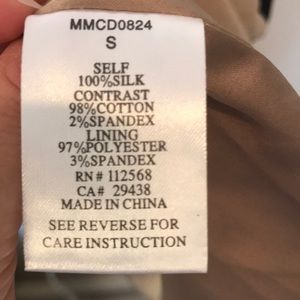 MMCD0824
S
SELF
100%SILK
CONTRAST
98%COTTON
2%SPANDEX
LINING
97%POLYESTER
3%SPANDEX
RN# 112568
CA# 29438
MADE IN CHINA
SEE REVERSE FOR
CARE INSTRUCTION